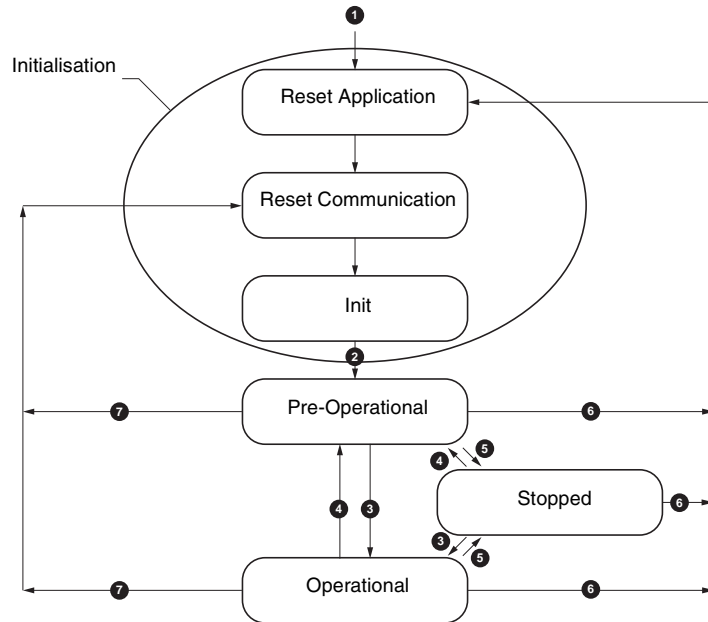 1
Initialisation
Reset Application
Reset Communication
Init
2
Pre-Operational
7
6
4
5
Stopped
6
4
3
3
5
Operational
7
6